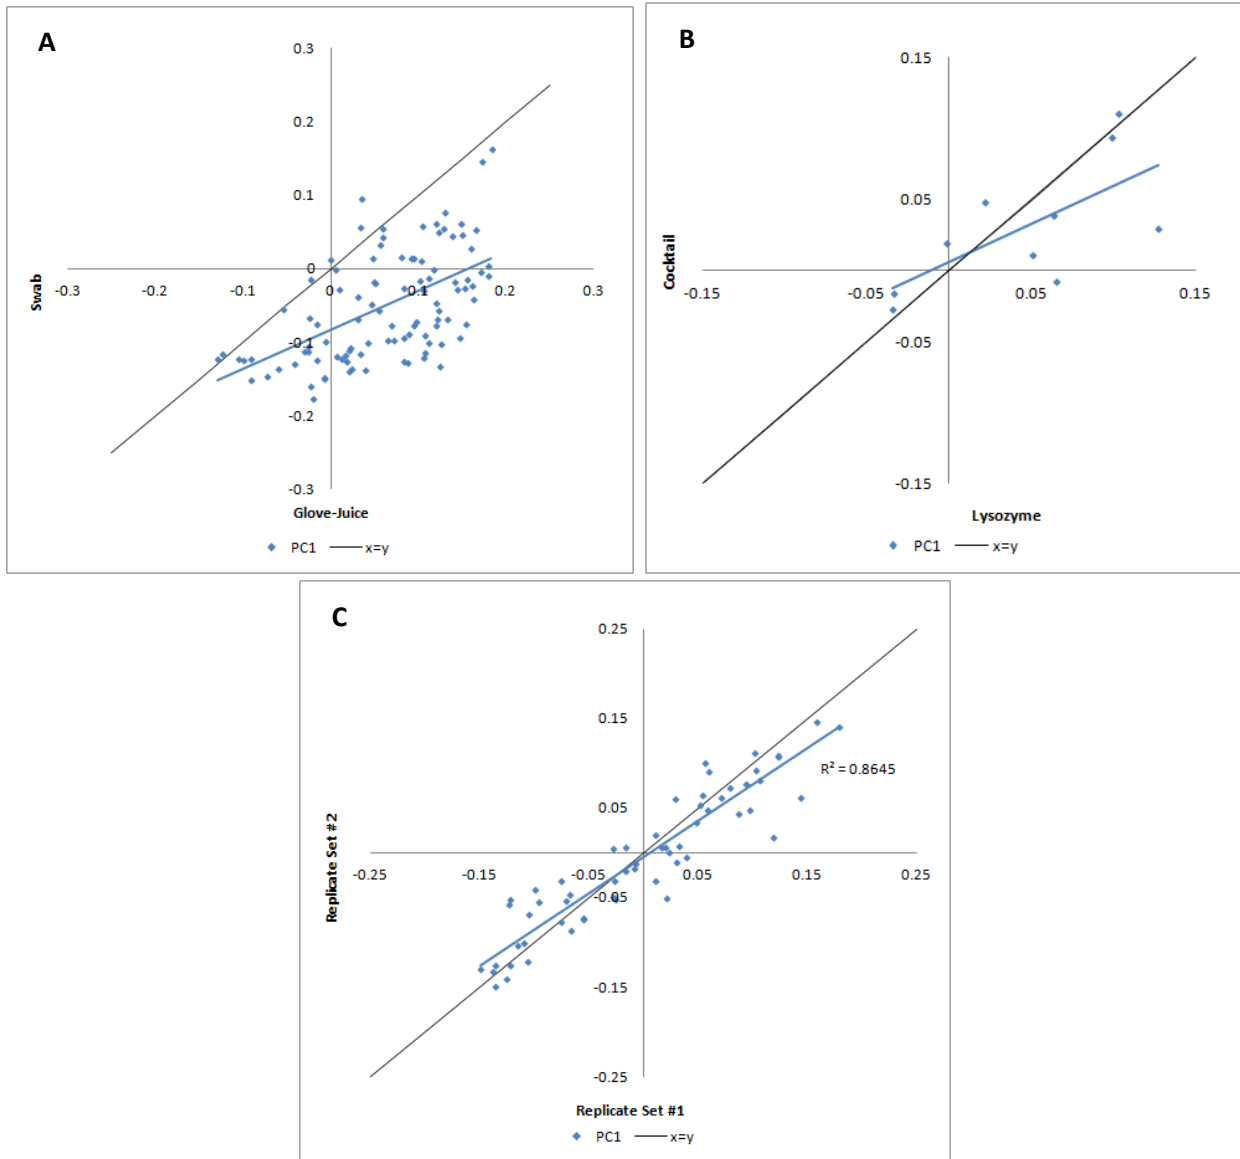 A
0.3
0.2
0.1
0
-0.3
-0.2
-0.1
0
0.1
0.2
0.3
-0.1
-0.2
-0.3
Swab
Glove-Juice
PC1
x=y
B
0.15
0.05
-0.15
-0.05
0.05
0.15
-0.05
-0.15
Cocktail
Lysozyme
PC1
x=y
C
0.25
0.15
R² = 0.8645
0.05
-0.25
-0.15
-0.05
0.05
0.15
0.25
-0.05
-0.15
-0.25
Replicate Set #2
Replicate Set #1
PC1
x=y